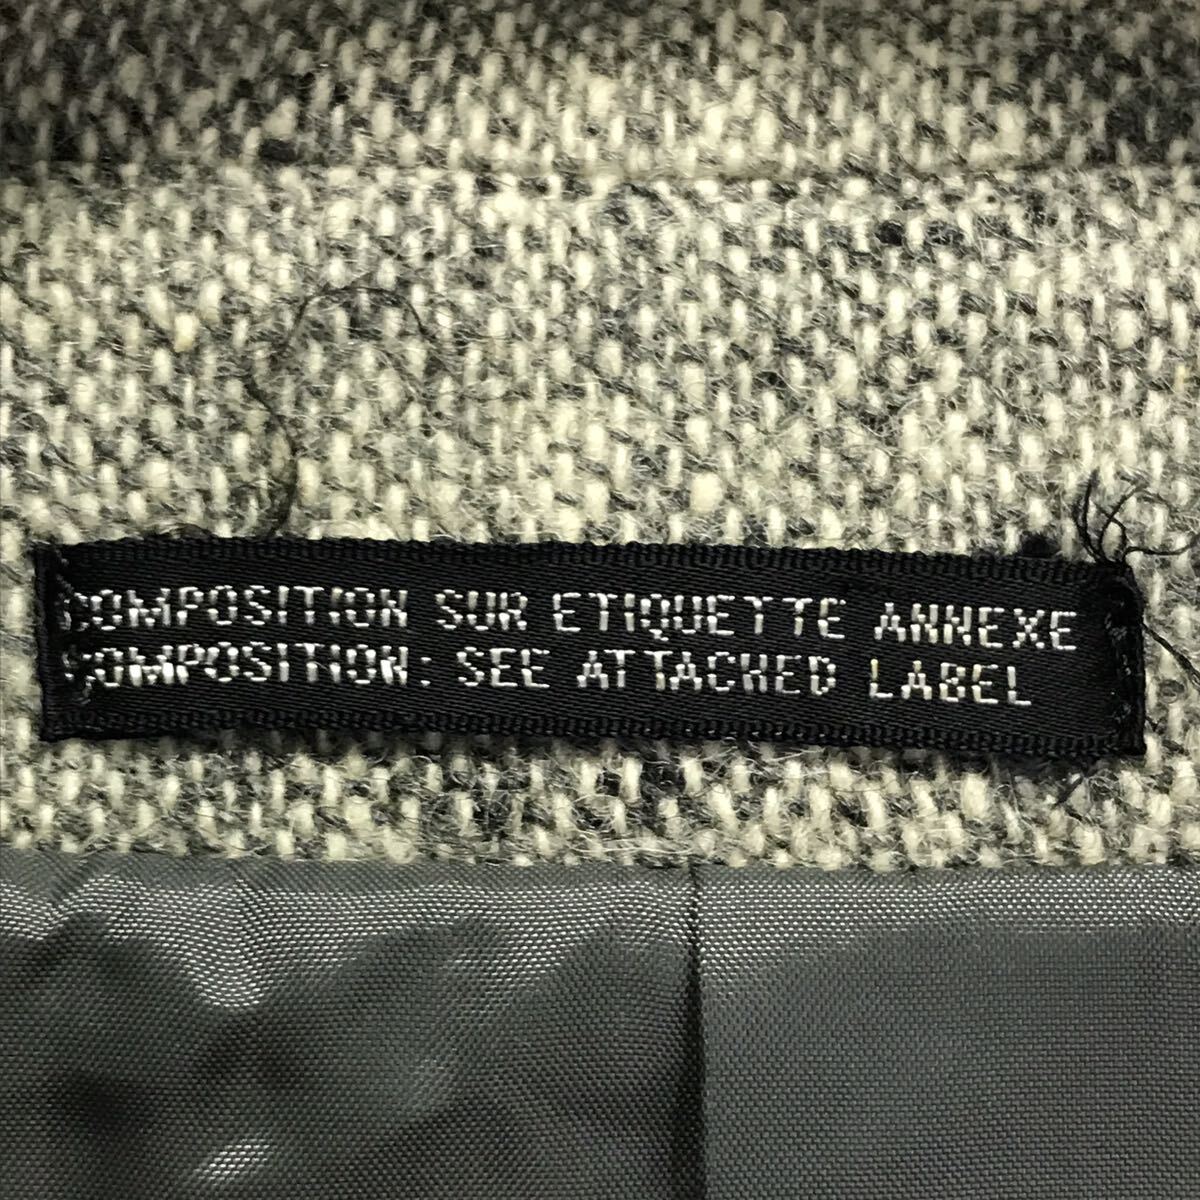 COMPOSITION SUR ETIQUETTE ANNEXE
COMPOSITION: SEE ATTACHED LABEL